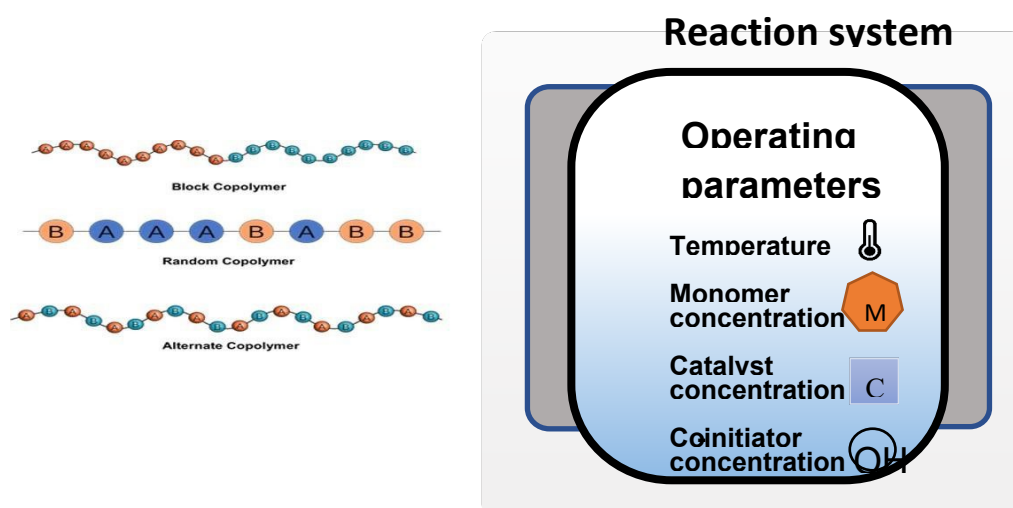 A A A A A A A A A A B B B B B B B B B B
Block Copolymer
B A A A B A B B
Random Copolymer
A B A B A B A B A B A B A B A B A B A B
Alternate Copolymer
Reaction system
Operating
parameters
Temperature
Monomer
concentration
M
Catalyst
concentration
C
Coinitiator
concentration
OH